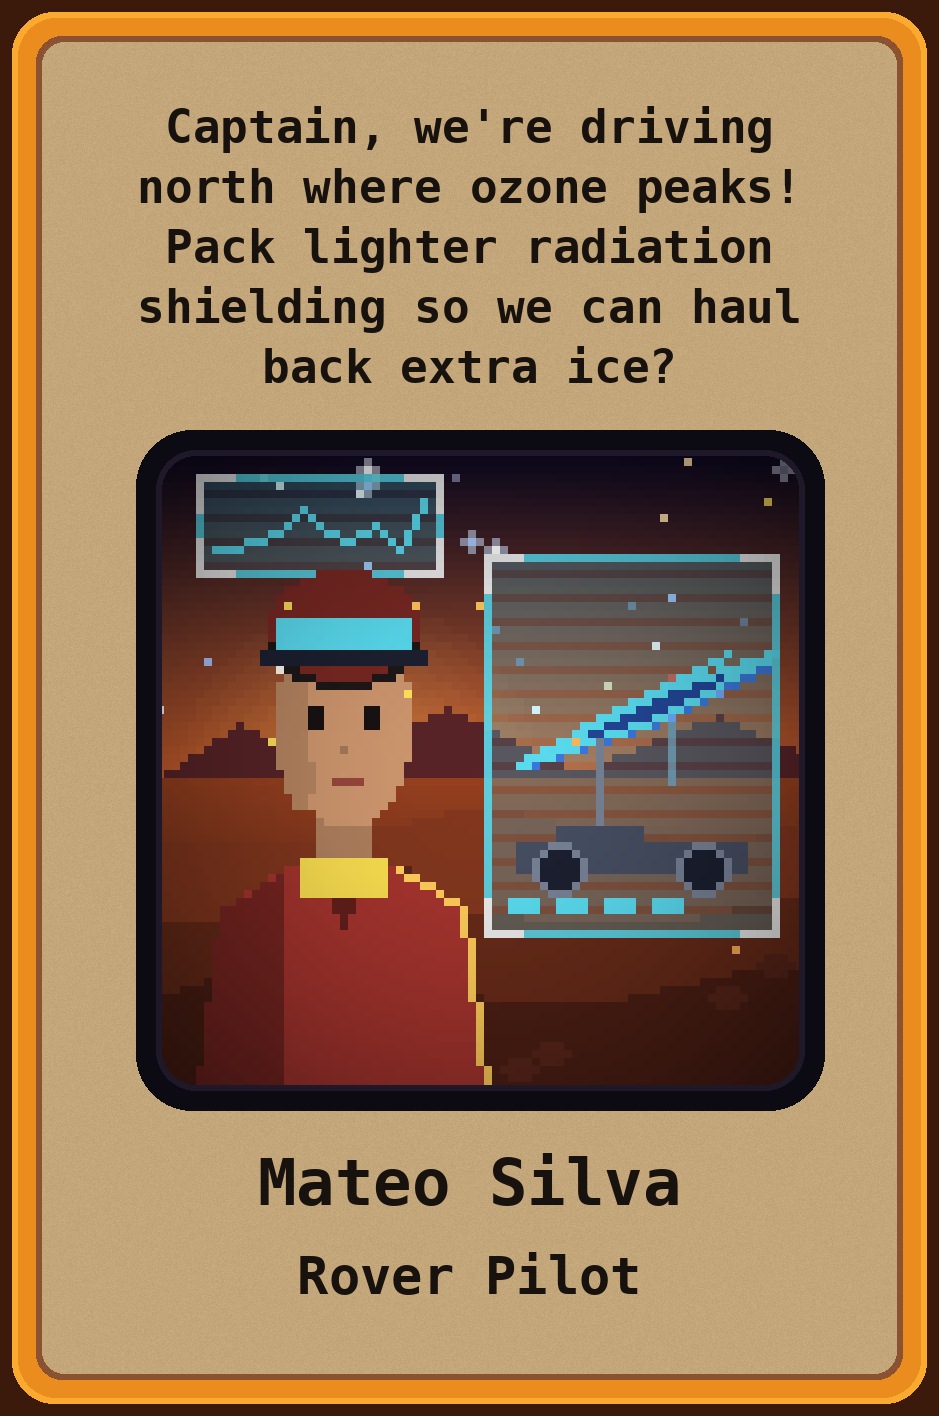 Captain, we're driving
north where ozone peaks!
Pack lighter radiation
shielding so we can haul
back extra ice?
Mateo Silva
Rover Pilot